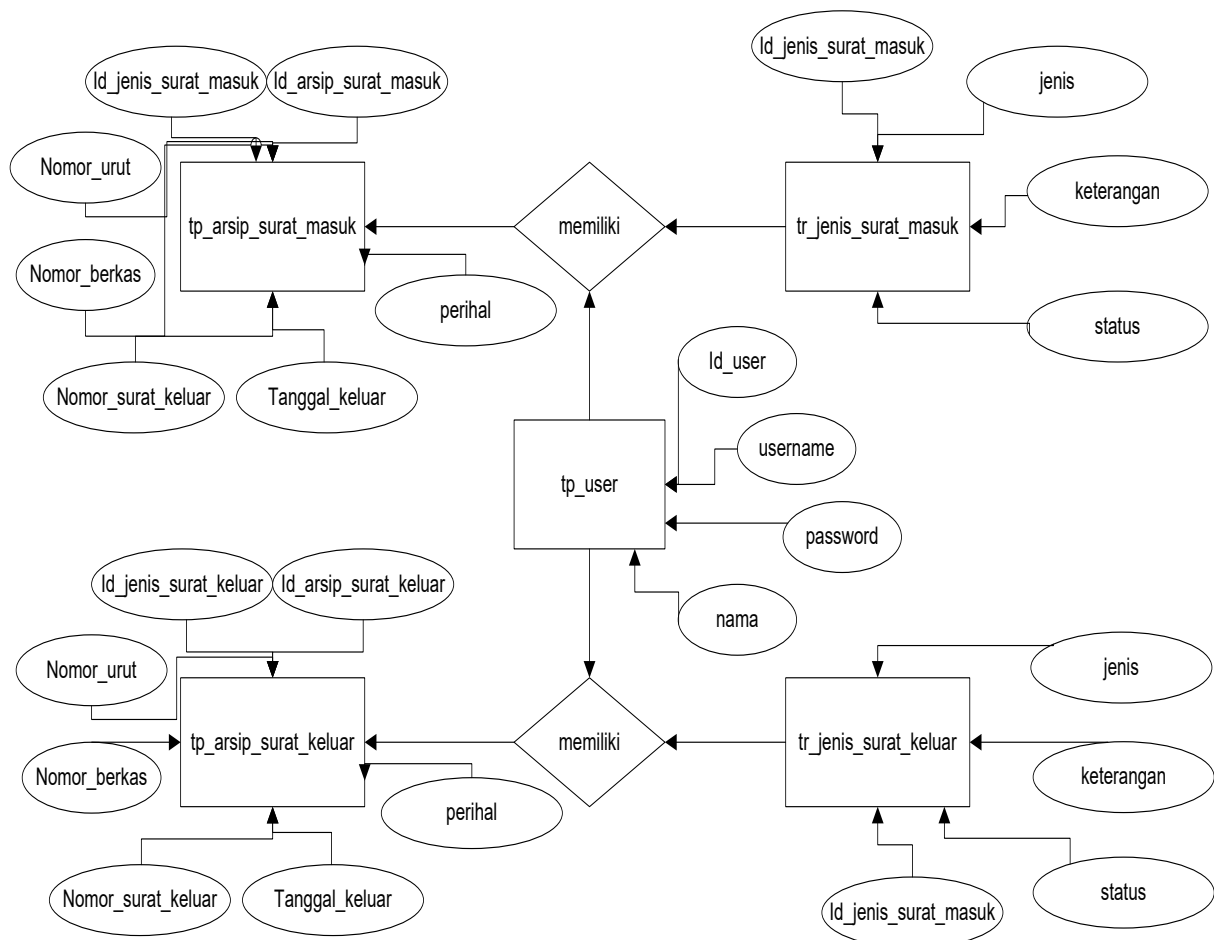 Id_jenis_surat_masuk
Id_arsip_surat_masuk
Id_jenis_surat_masuk
jenis
Nomor_urut
keterangan
tp_arsip_surat_masuk
memiliki
tr_jenis_surat_masuk
Nomor_berkas
perihal
status
Nomor_surat_keluar
Tanggal_keluar
Id_user
username
tp_user
password
Id_jenis_surat_keluar
Id_arsip_surat_keluar
nama
Nomor_urut
jenis
tp_arsip_surat_keluar
memiliki
tr_jenis_surat_keluar
Nomor_berkas
keterangan
perihal
Nomor_surat_keluar
Tanggal_keluar
status
Id_jenis_surat_masuk